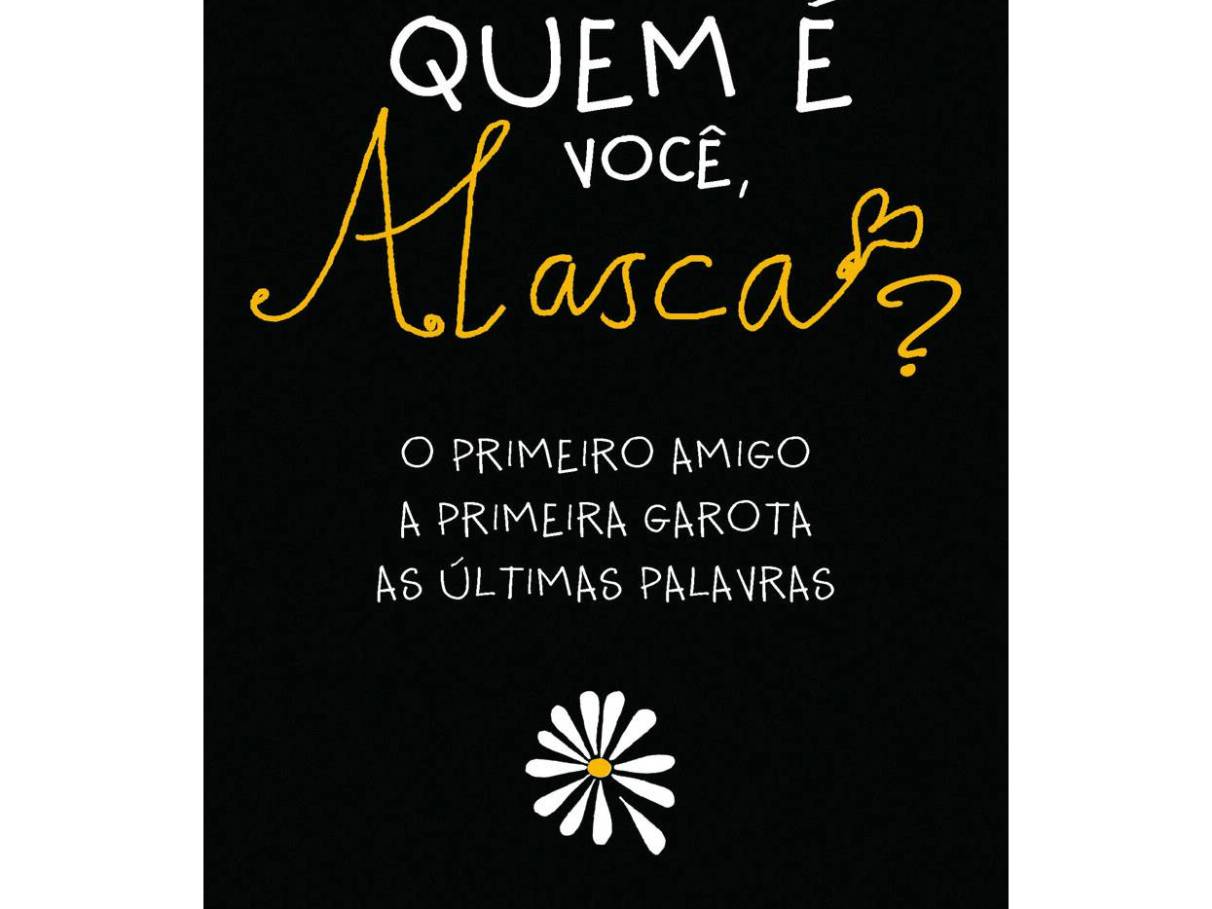 QUEM É
VOCÊ,
Alasca?
O PRIMEIRO AMIGO
A PRIMEIRA GAROTA
AS ÚLTIMAS PALAVRAS